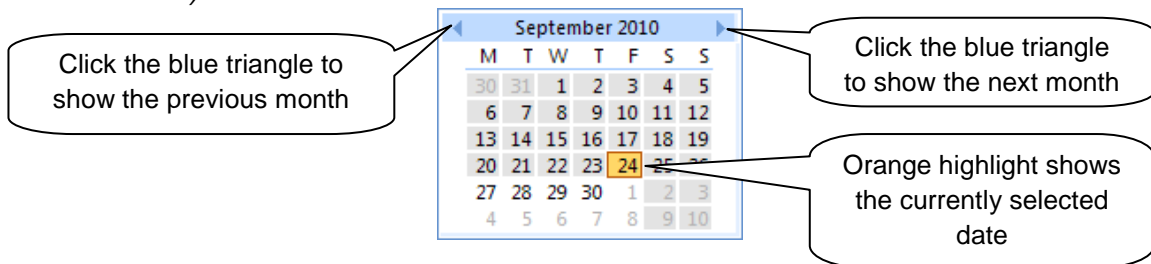 Click the blue triangle to
show the previous month
September 2010
M T W T F S S
30 31 1 2 3 4 5
6 7 8 9 10 11 12
13 14 15 16 17 18 19
20 21 22 23 24 25 26
27 28 29 30 1 2 3
4 5 6 7 8 9 10
Click the blue triangle
to show the next month
Orange highlight shows
the currently selected
date